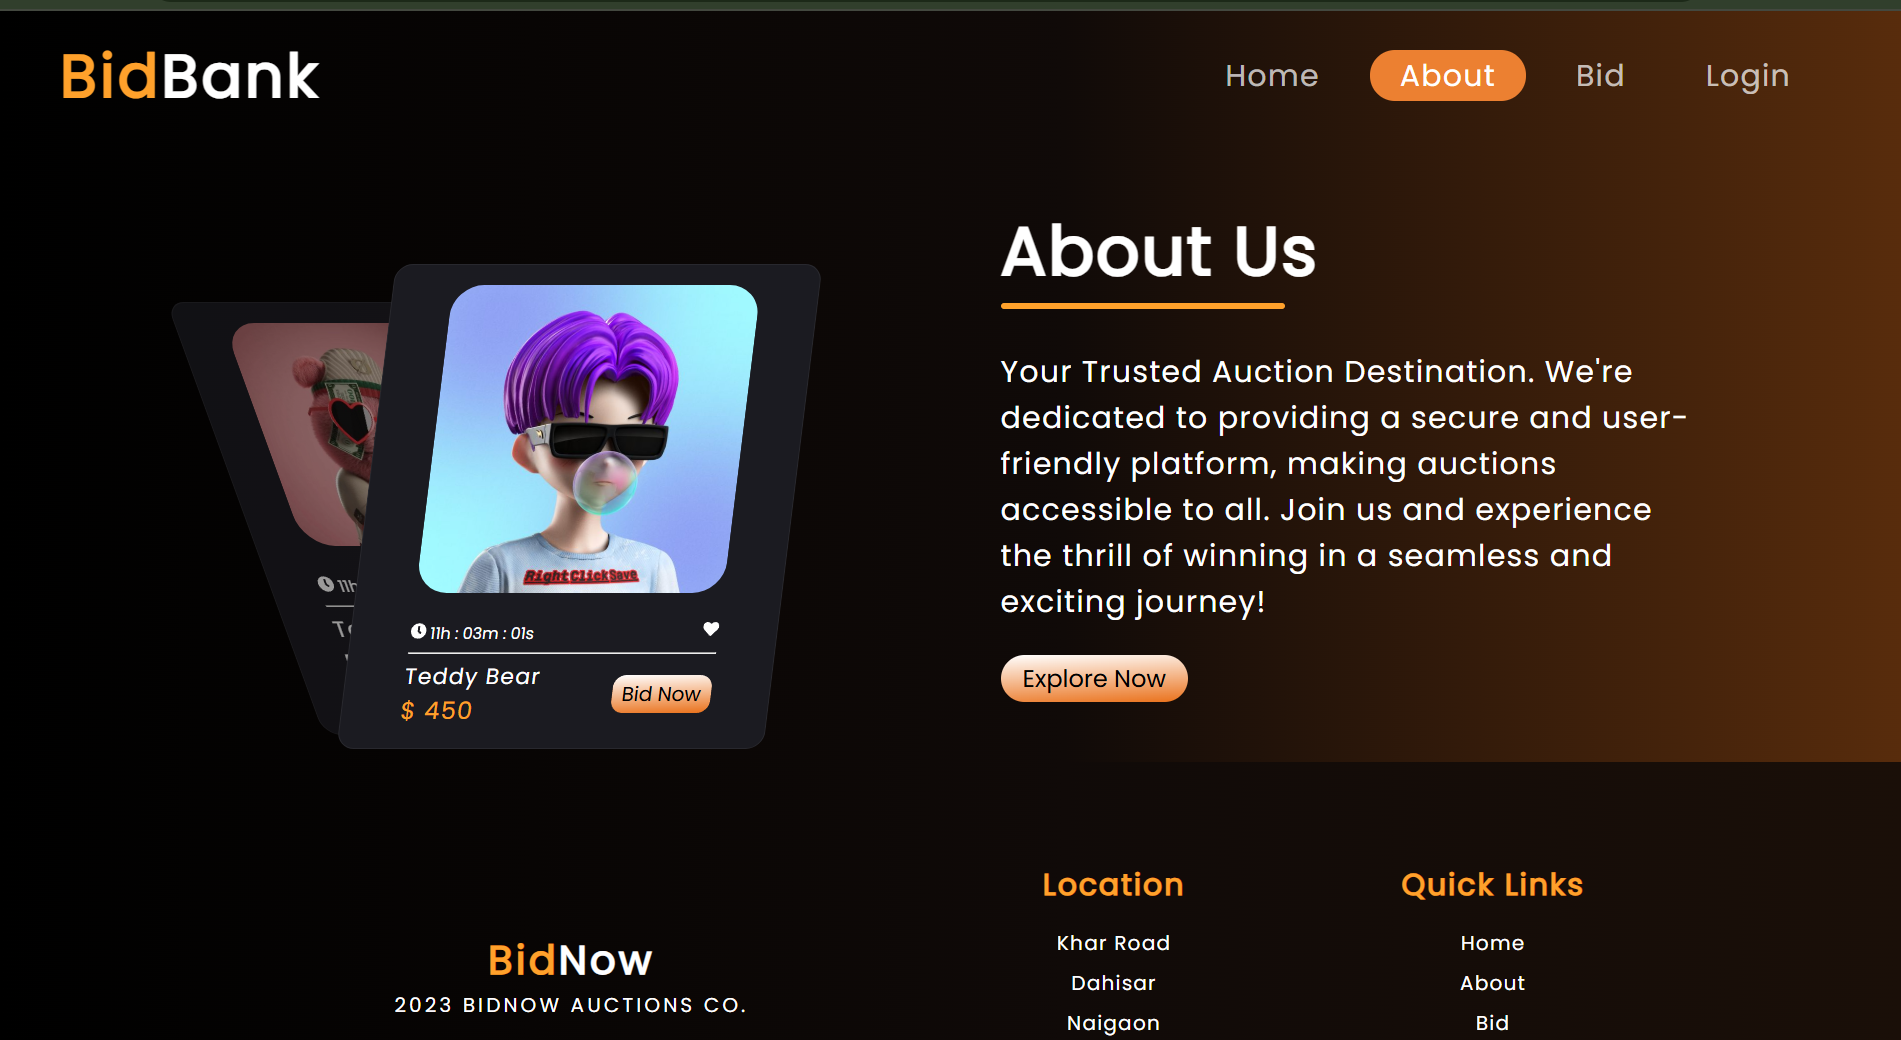 BidBank
Home
About
Bid
Login
About Us
Your Trusted Auction Destination. We're
dedicated to providing a secure and user-
friendly platform, making auctions
accessible to all. Join us and experience
the thrill of winning in a seamless and
exciting journey!
Explore Now
11h
RightClickSave
11h : 03m : 01s
Teddy Bear
$ 450
Bid Now
BidNow
2023 BIDNOW AUCTIONS CO.
Location
Khar Road
Dahisar
Naigaon
Quick Links
Home
About
Bid